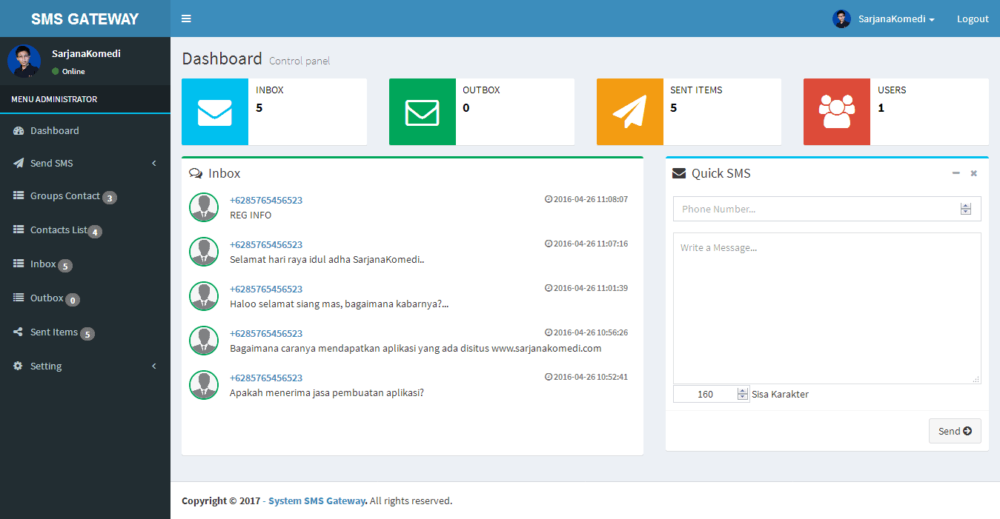 SMS GATEWAY
SarjanaKomedi
Logout
SarjanaKomedi
Online
MENU ADMINISTRATOR
Dashboard
Send SMS
Groups Contact 3
Contacts List 4
Inbox 5
Outbox 0
Sent Items 5
Setting
Dashboard Control panel
INBOX
5
OUTBOX
0
SENT ITEMS
5
USERS
1
Inbox
+6285765456523 2016-04-26 11:08:07
REG INFO
+6285765456523 2016-04-26 11:07:16
Selamat hari raya idul adha SarjanaKomedi..
+6285765456523 2016-04-26 11:01:39
Haloo selamat siang mas, bagaimana kabarnya?...
+6285765456523 2016-04-26 10:56:26
Bagaimana caranya mendapatkan aplikasi yang ada disitus www.sarjanakomedi.com
+6285765456523 2016-04-26 10:52:41
Apakah menerima jasa pembuatan aplikasi?
Quick SMS
Phone Number...
Write a Message...
160 Sisa Karakter
Send
Copyright © 2017 - System SMS Gateway. All rights reserved.